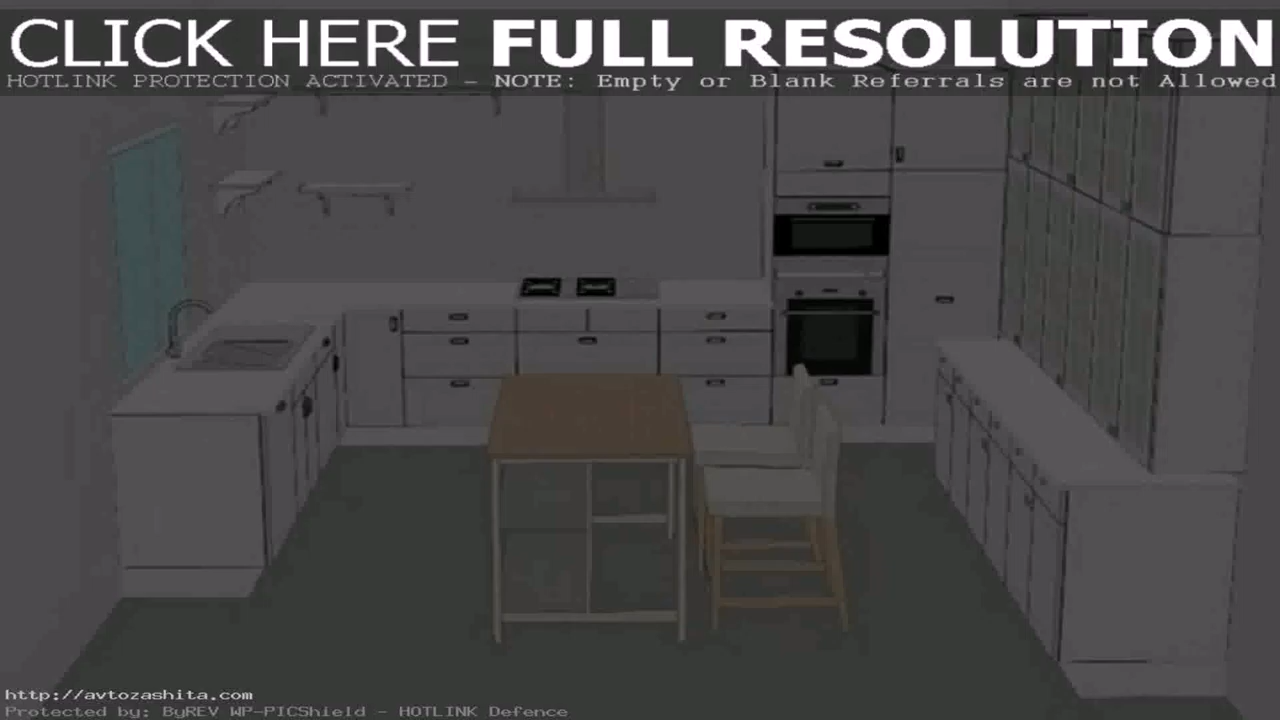 CLICK HERE FULL RESOLUTION
HOTLINK PROTECTION ACTIVATED - NOTE: Empty or Blank Referrals are not Allowed
http://avtozashita.com
Protected by: ByREV WP-PICShield - HOTLINK Defence